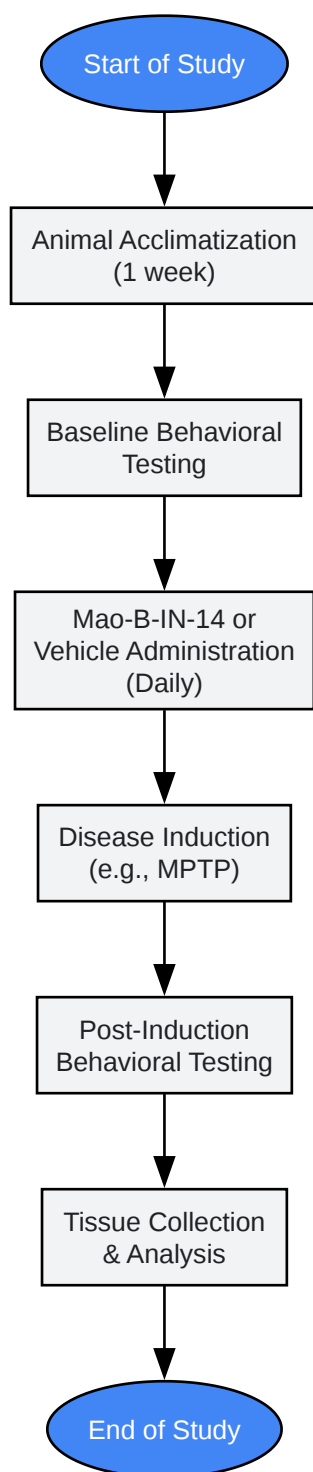 Start of Study
Animal Acclimatization
(1 week)
Baseline Behavioral
Testing
Mao-B-IN-14 or
Vehicle Administration
(Daily)
Disease Induction
(e.g., MPTP)
Post-Induction
Behavioral Testing
Tissue Collection
& Analysis
End of Study